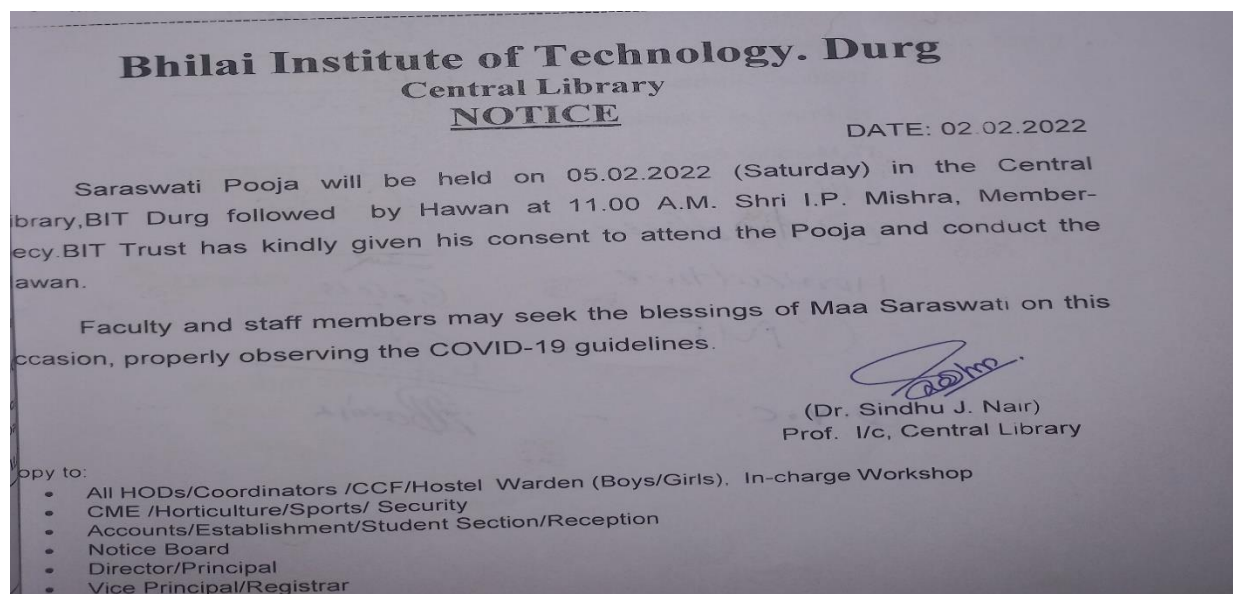 Bhilai Institute of Technology. Durg
Central Library
NOTICE
DATE: 02.02.2022
Saraswati Pooja will be held on 05.02.2022 (Saturday) in the Central
ibrary,BIT Durg followed by Hawan at 11.00 A.M. Shri I.P. Mishra, Member-
ecy.BIT Trust has kindly given his consent to attend the Pooja and conduct the
awan.
Faculty and staff members may seek the blessings of Maa Saraswati on this
ccasion, properly observing the COVID-19 guidelines.
(Dr. Sindhu J. Nair)
Prof. I/c, Central Library
opy to:
• All HODs/Coordinators /CCF/Hostel Warden (Boys/Girls), In-charge Workshop
• CME /Horticulture/Sports/ Security
• Accounts/Establishment/Student Section/Reception
• Notice Board
• Director/Principal
• Vice Principal/Registrar